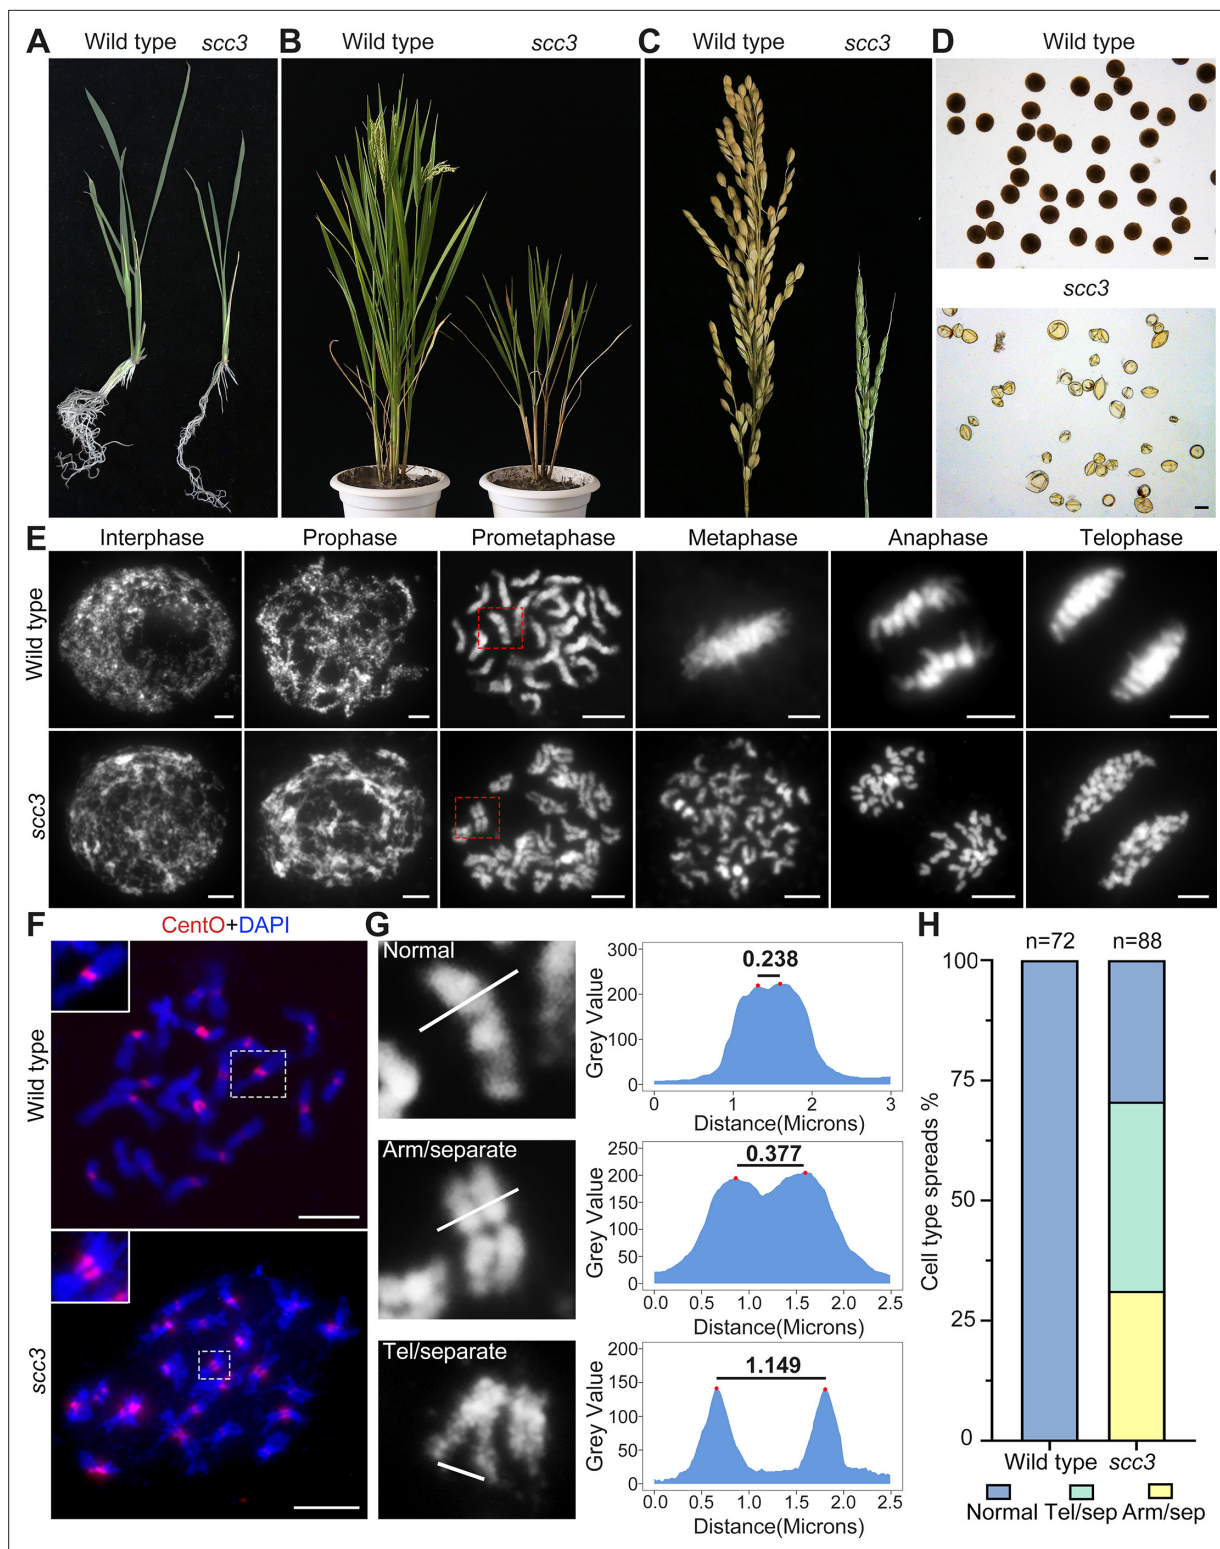 A Wild type scc3
B Wild type scc3
C Wild type scc3
D Wild type
scc3
E Interphase Prophase Prometaphase Metaphase Anaphase Telophase
Wild type
scc3
F CentO+DAPI
Wild type
scc3
G
Normal
Arm/separate
Tel/separate
0.238
Grey Value
300
200
100
0
0 1 2 3
Distance(Microns)
0.377
Grey Value
250
200
150
100
50
0
0.0 0.5 1.0 1.5 2.0 2.5
Distance(Microns)
1.149
Grey Value
200
150
100
50
0
0.0 0.5 1.0 1.5 2.0 2.5
Distance(Microns)
H
n=72 n=88
Cell type spreads %
100
75
50
25
0
Wild type scc3
Normal Tel/sep Arm/sep